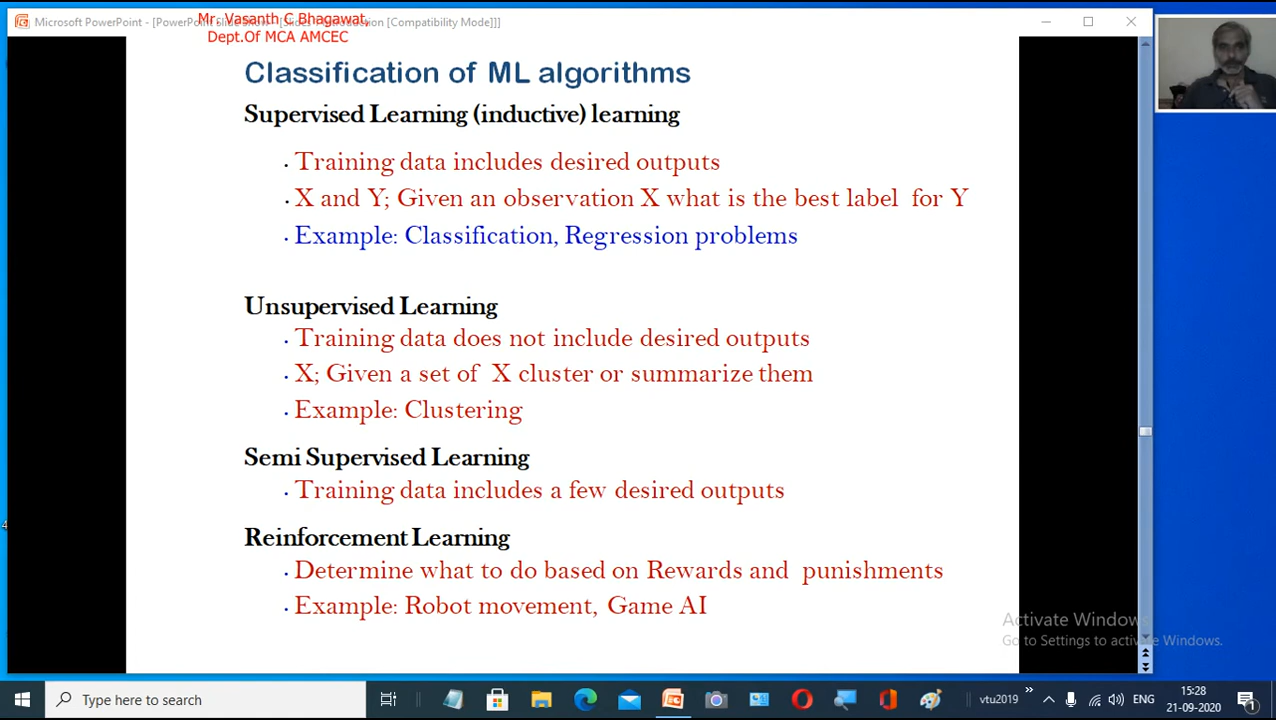 Microsoft PowerPoint - [PowerPoint Slide Show - [Slides - Introduction [Compatibility Mode]]]
Mr. Vasanth C Bhagawat,
Dept.Of MCA AMCEC
Classification of ML algorithms
Supervised Learning (inductive) learning
· Training data includes desired outputs
· X and Y; Given an observation X what is the best label for Y
· Example: Classification, Regression problems
Unsupervised Learning
· Training data does not include desired outputs
· X; Given a set of X cluster or summarize them
· Example: Clustering
Semi Supervised Learning
· Training data includes a few desired outputs
Reinforcement Learning
· Determine what to do based on Rewards and punishments
· Example: Robot movement, Game AI
Activate Windows
Go to Settings to activate Windows.
Type here to search
vtu2019
ENG
15:28
21-09-2020
1